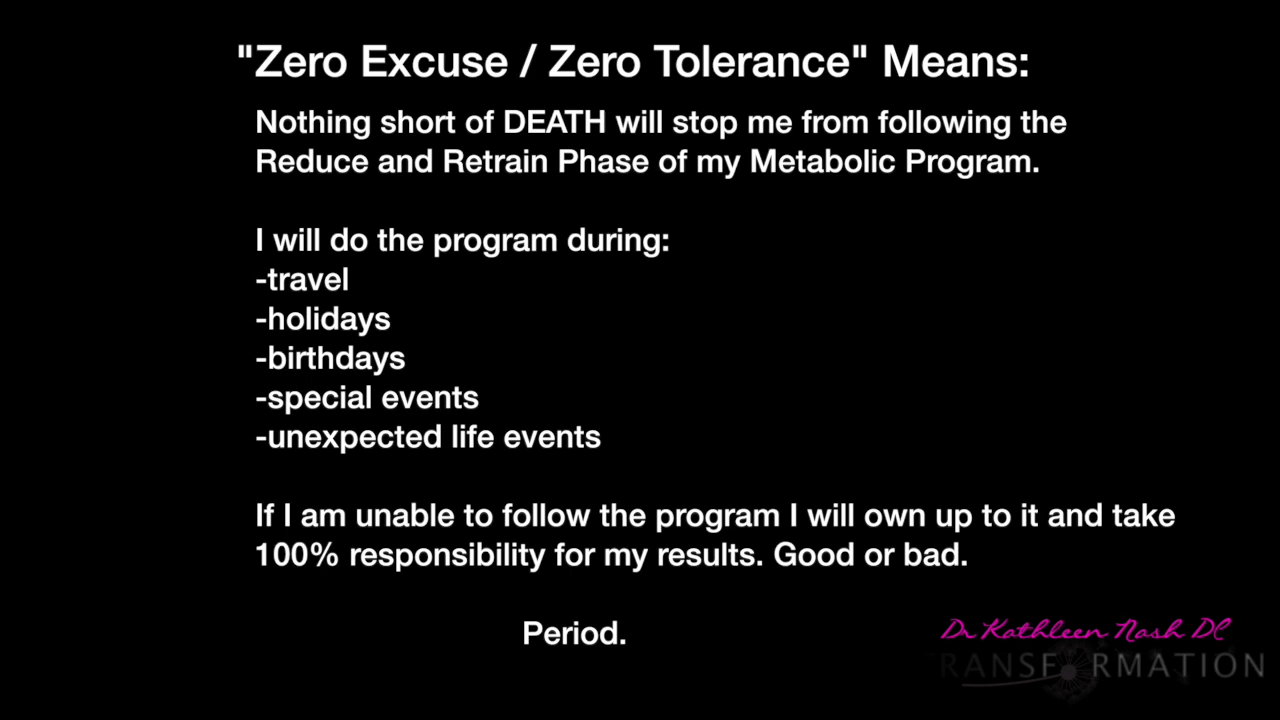 "Zero Excuse / Zero Tolerance" Means:
Nothing short of DEATH will stop me from following the
Reduce and Retrain Phase of my Metabolic Program.
I will do the program during:
-travel
-holidays
-birthdays
-special events
-unexpected life events
If I am unable to follow the program I will own up to it and take
100% responsibility for my results. Good or bad.
Period.
Dr Kathleen Nash DC
TRANSFORMATION